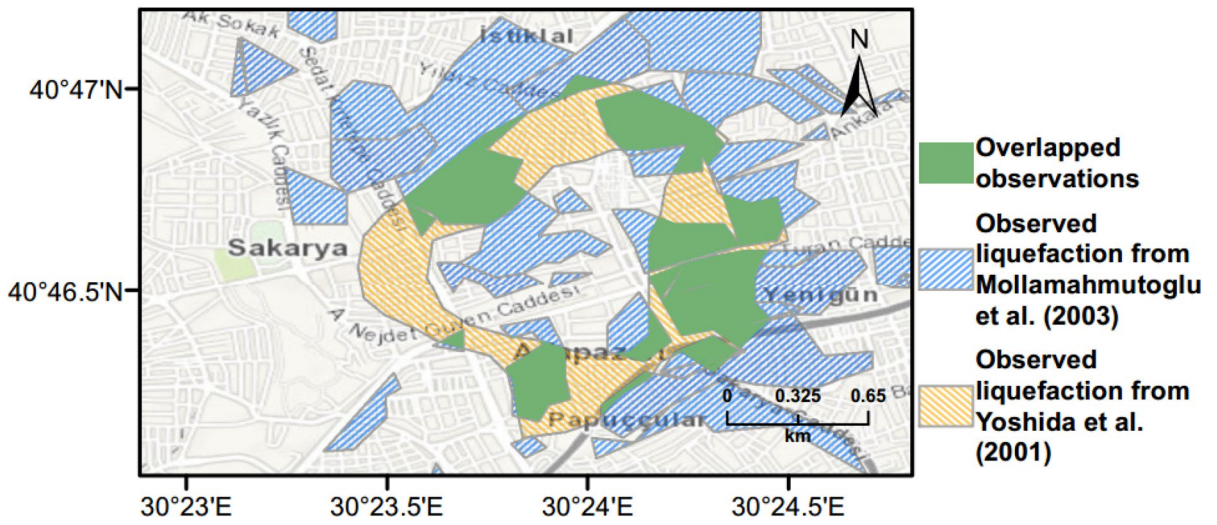 Ak Sokak
İstiklal
N
40°47'N
Yıldız Caddesi
Sedat Kirtetepe Caddesi
Yazlık Caddesi
Ankara C
Overlapped
observations
Observed
liquefaction from
Mollamahmutoglu
et al. (2003)
Sakarya
Turan Cadde
40°46.5'N
Yenigün
A. Nejdet Güven Caddesi
Observed
liquefaction from
Yoshida et al.
(2001)
Ba
0 0.325 0.65
km
Papuççular
30°23'E 30°23.5'E 30°24'E 30°24.5'E